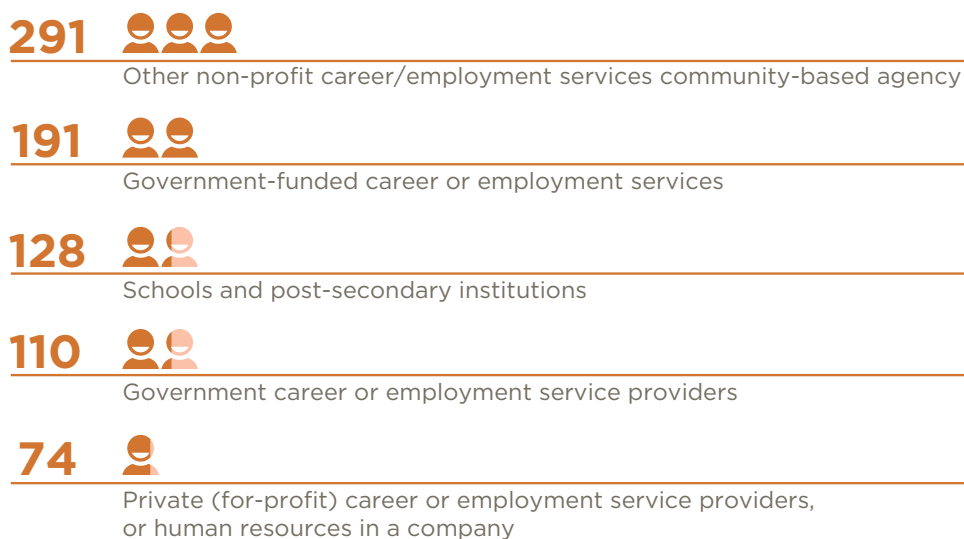 291
Other non-profit career/employment services community-based agency
191
Government-funded career or employment services
128
Schools and post-secondary institutions
110
Government career or employment service providers
74
Private (for-profit) career or employment service providers,
or human resources in a company